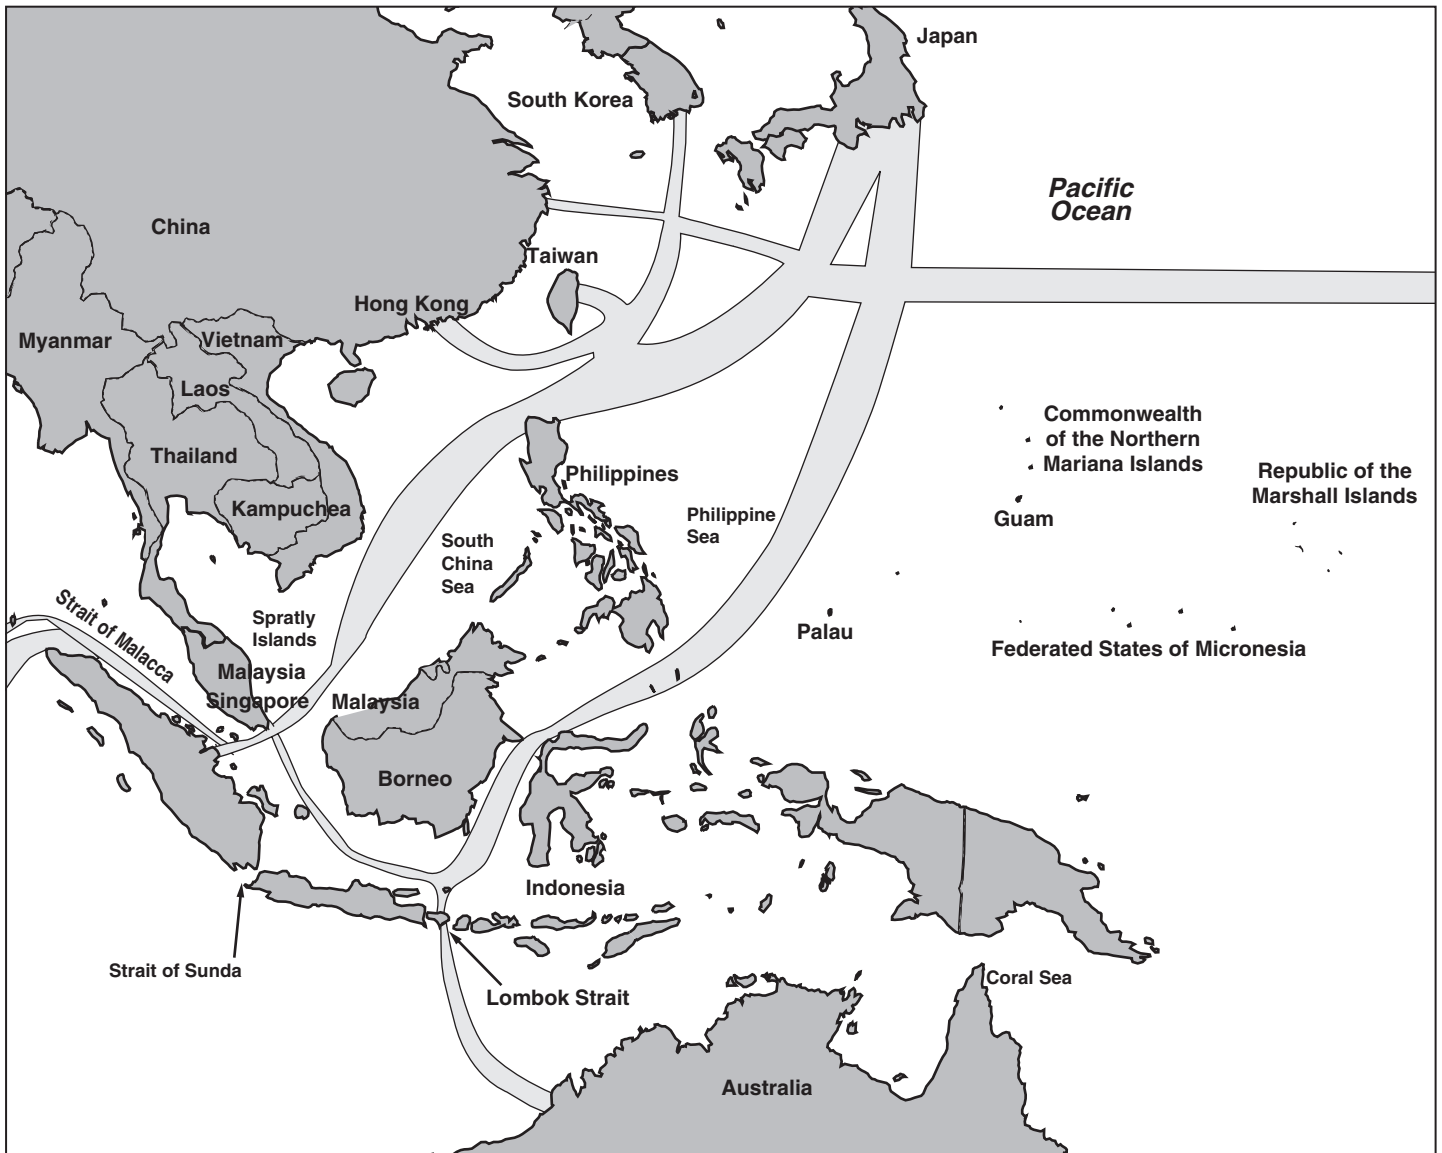 Japan
South Korea
Pacific
Ocean
China
Taiwan
Hong Kong
Myanmar
Vietnam
Laos
Commonwealth
of the Northern
Mariana Islands
Thailand
Philippines
Republic of the
Marshall Islands
Kampuchea
Philippine
Sea
Guam
South
China
Sea
Strait of Malacca
Spratly
Islands
Palau
Federated States of Micronesia
Malaysia
Singapore
Malaysia
Borneo
Indonesia
Strait of Sunda
Lombok Strait
Coral Sea
Australia